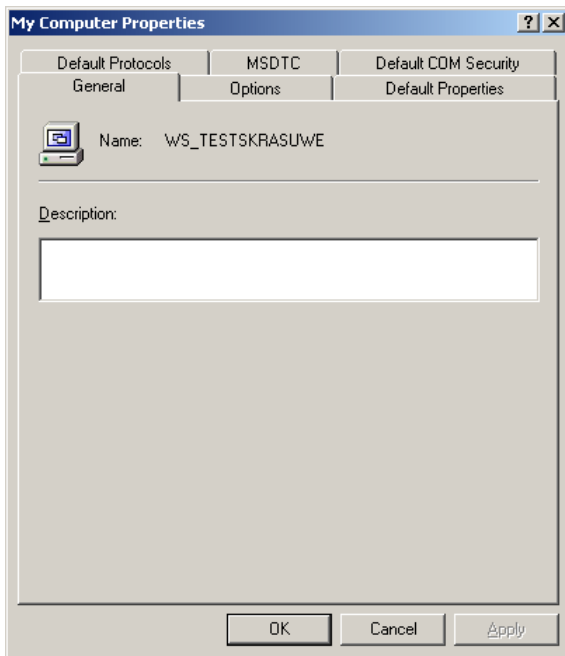 My Computer Properties
Default Protocols MSDTC Default COM Security
General Options Default Properties
Name: WS_TESTSKRASUWE
Description:
OK Cancel Apply